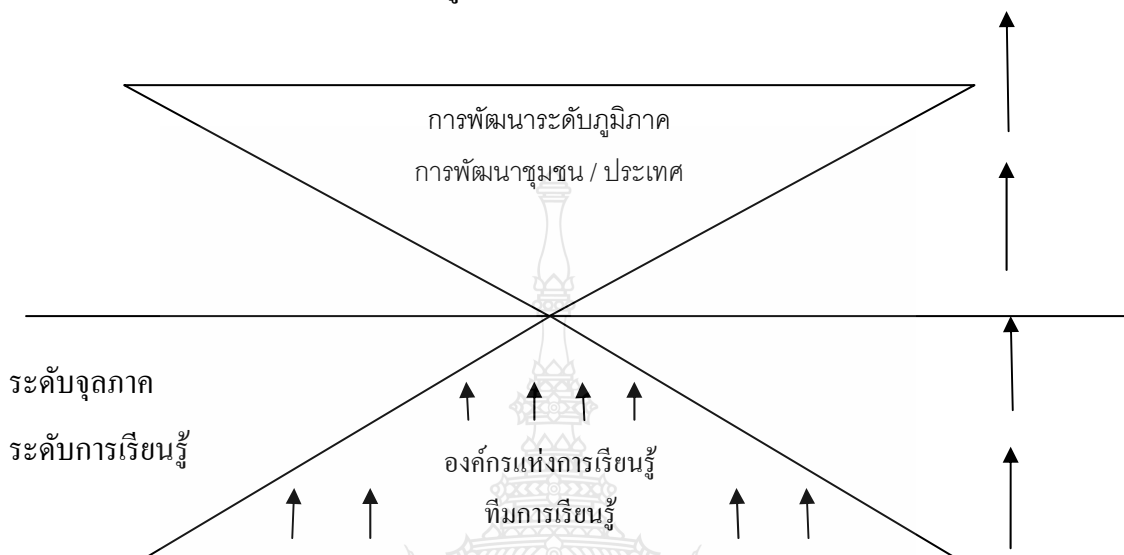 การพัฒนาระดับภูมิภาค
การพัฒนาชุมชน / ประเทศ
ระดับจุลภาค
ระดับการเรียนรู้
องค์กรแห่งการเรียนรู้
ทีมการเรียนรู้